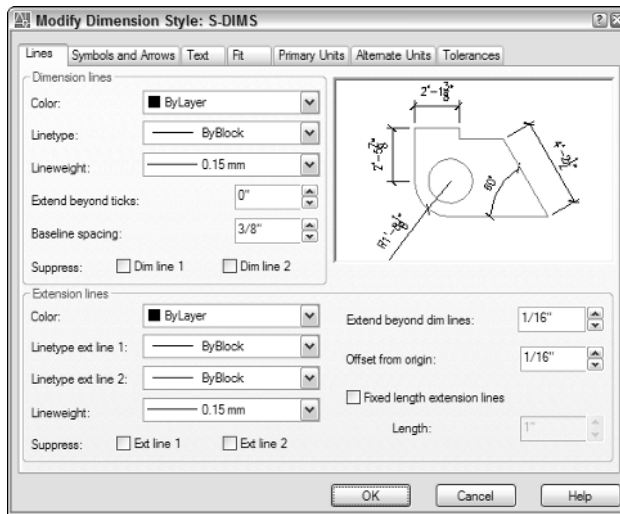 Modify Dimension Style: S-DIMS
Lines Symbols and Arrows Text Fit Primary Units Alternate Units Tolerances
Dimension lines
Color: ByLayer
Linetype: ByBlock
Lineweight: 0.15 mm
Extend beyond ticks: 0"
Baseline spacing: 3/8"
Suppress: Dim line 1 Dim line 2
2'-1 7/8"
60°
Extension lines
Color: ByLayer
Linetype ext line 1: ByBlock
Linetype ext line 2: ByBlock
Lineweight: 0.15 mm
Suppress: Ext line 1 Ext line 2
Extend beyond dim lines: 1/16"
Offset from origin: 1/16"
Fixed length extension lines
Length: 1"
OK Cancel Help